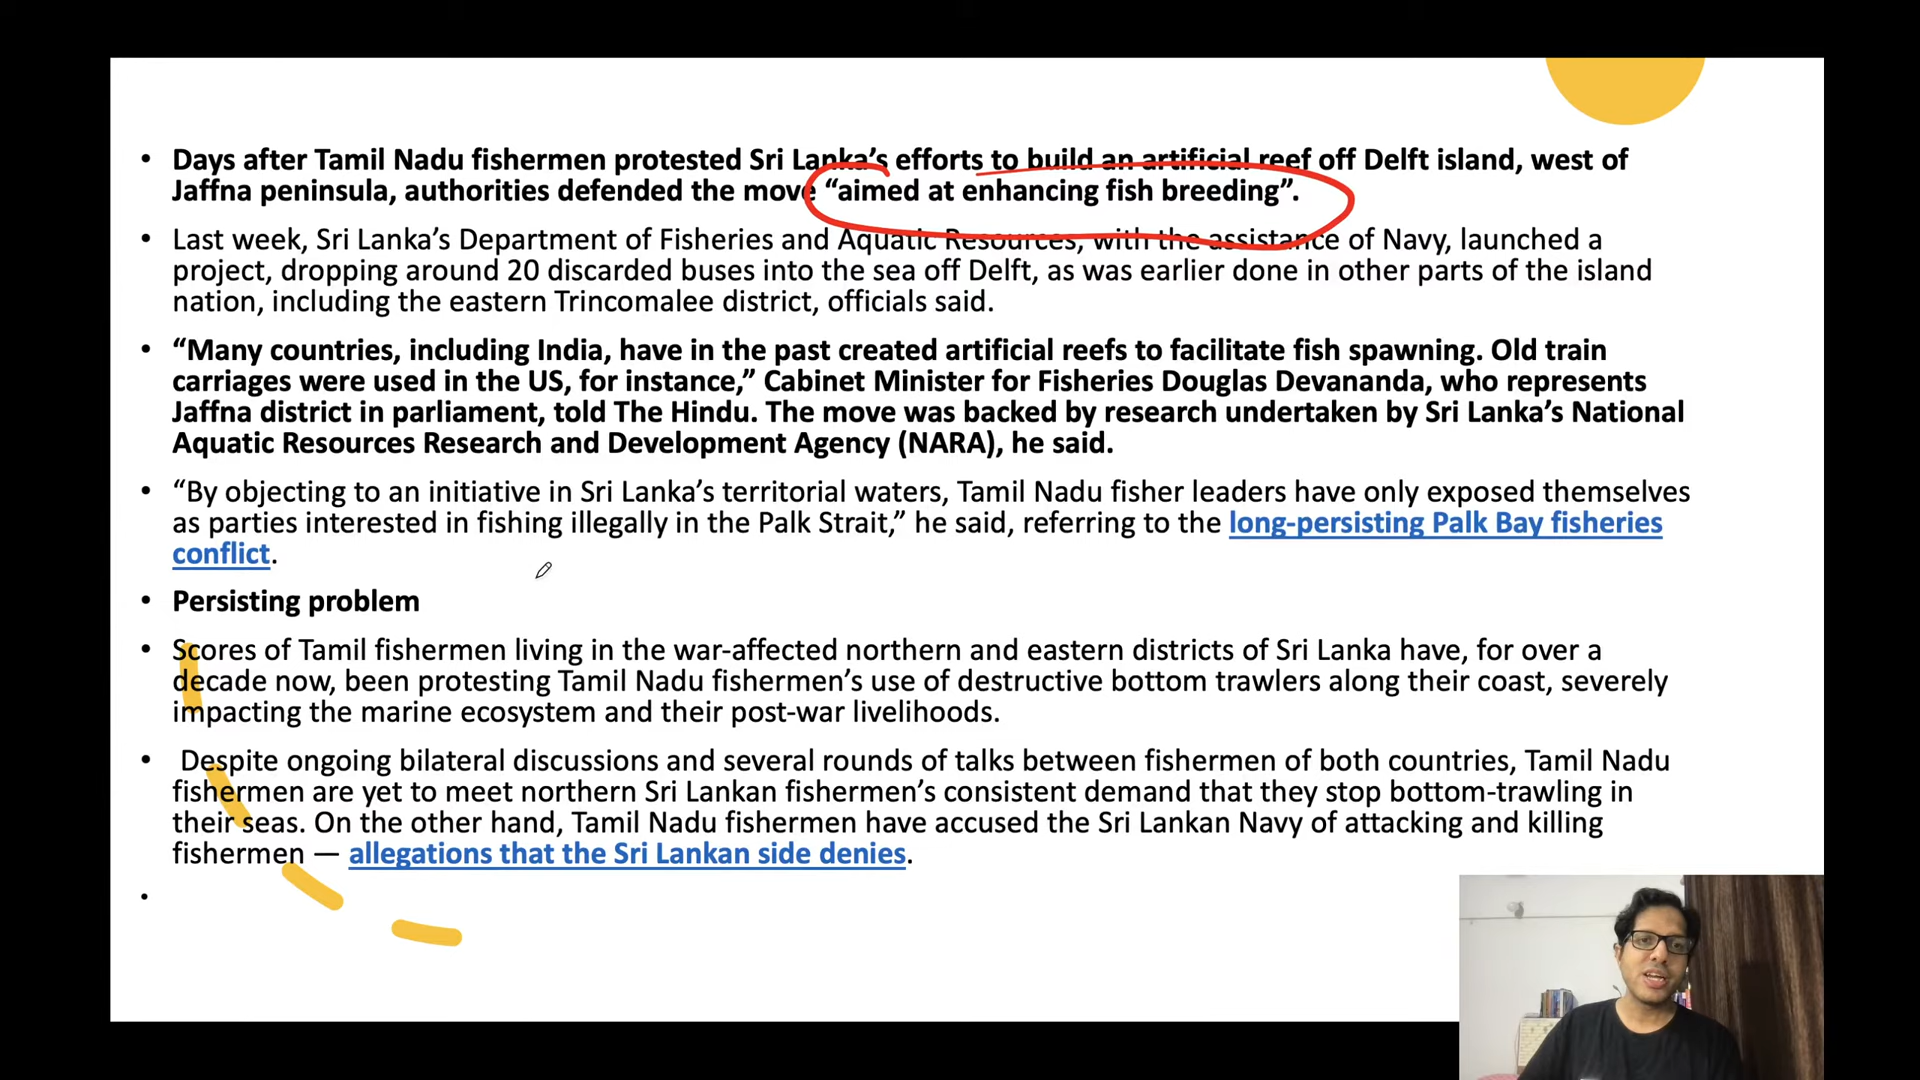 • Days after Tamil Nadu fishermen protested Sri Lanka’s efforts to build an artificial reef off Delft island, west of
Jaffna peninsula, authorities defended the move “aimed at enhancing fish breeding”.
• Last week, Sri Lanka’s Department of Fisheries and Aquatic Resources, with the assistance of Navy, launched a
project, dropping around 20 discarded buses into the sea off Delft, as was earlier done in other parts of the island
nation, including the eastern Trincomalee district, officials said.
• “Many countries, including India, have in the past created artificial reefs to facilitate fish spawning. Old train
carriages were used in the US, for instance,” Cabinet Minister for Fisheries Douglas Devananda, who represents
Jaffna district in parliament, told The Hindu. The move was backed by research undertaken by Sri Lanka’s National
Aquatic Resources Research and Development Agency (NARA), he said.
• “By objecting to an initiative in Sri Lanka’s territorial waters, Tamil Nadu fisher leaders have only exposed themselves
as parties interested in fishing illegally in the Palk Strait,” he said, referring to the long-persisting Palk Bay fisheries
conflict.
• Persisting problem
• Scores of Tamil fishermen living in the war-affected northern and eastern districts of Sri Lanka have, for over a
decade now, been protesting Tamil Nadu fishermen’s use of destructive bottom trawlers along their coast, severely
impacting the marine ecosystem and their post-war livelihoods.
• Despite ongoing bilateral discussions and several rounds of talks between fishermen of both countries, Tamil Nadu
fishermen are yet to meet northern Sri Lankan fishermen’s consistent demand that they stop bottom-trawling in
their seas. On the other hand, Tamil Nadu fishermen have accused the Sri Lankan Navy of attacking and killing
fishermen — allegations that the Sri Lankan side denies.
•